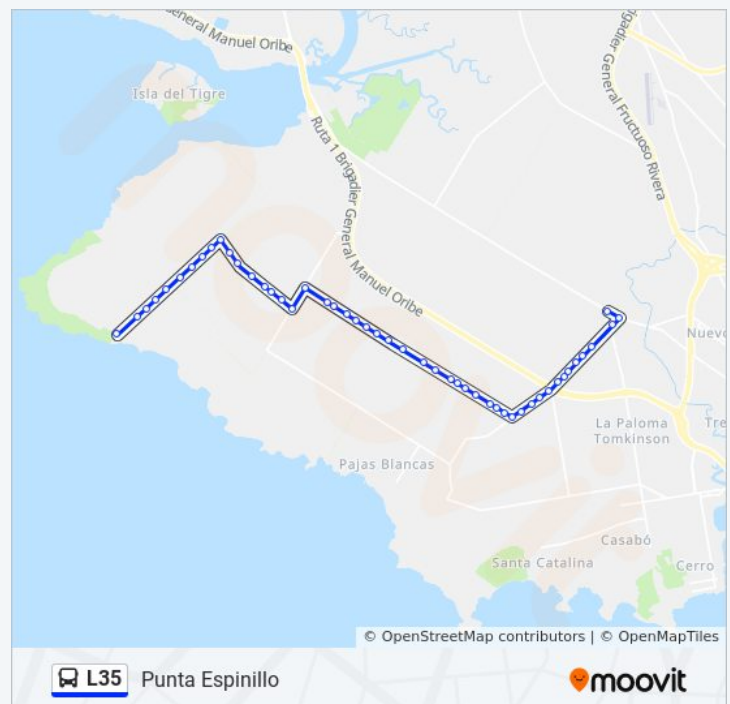 General Manuel Oribe
Isla del Tigre
Ruta 1 Brigadier General Manuel Oribe
Brigadier General Fructuoso Rivera
Nuevo
La Paloma
Tomkinson
Tre
Pajas Blancas
Casabó
Santa Catalina
Cerro
moovit
© OpenStreetMap contributors | © OpenMapTiles
L35 Punta Espinillo
moovit